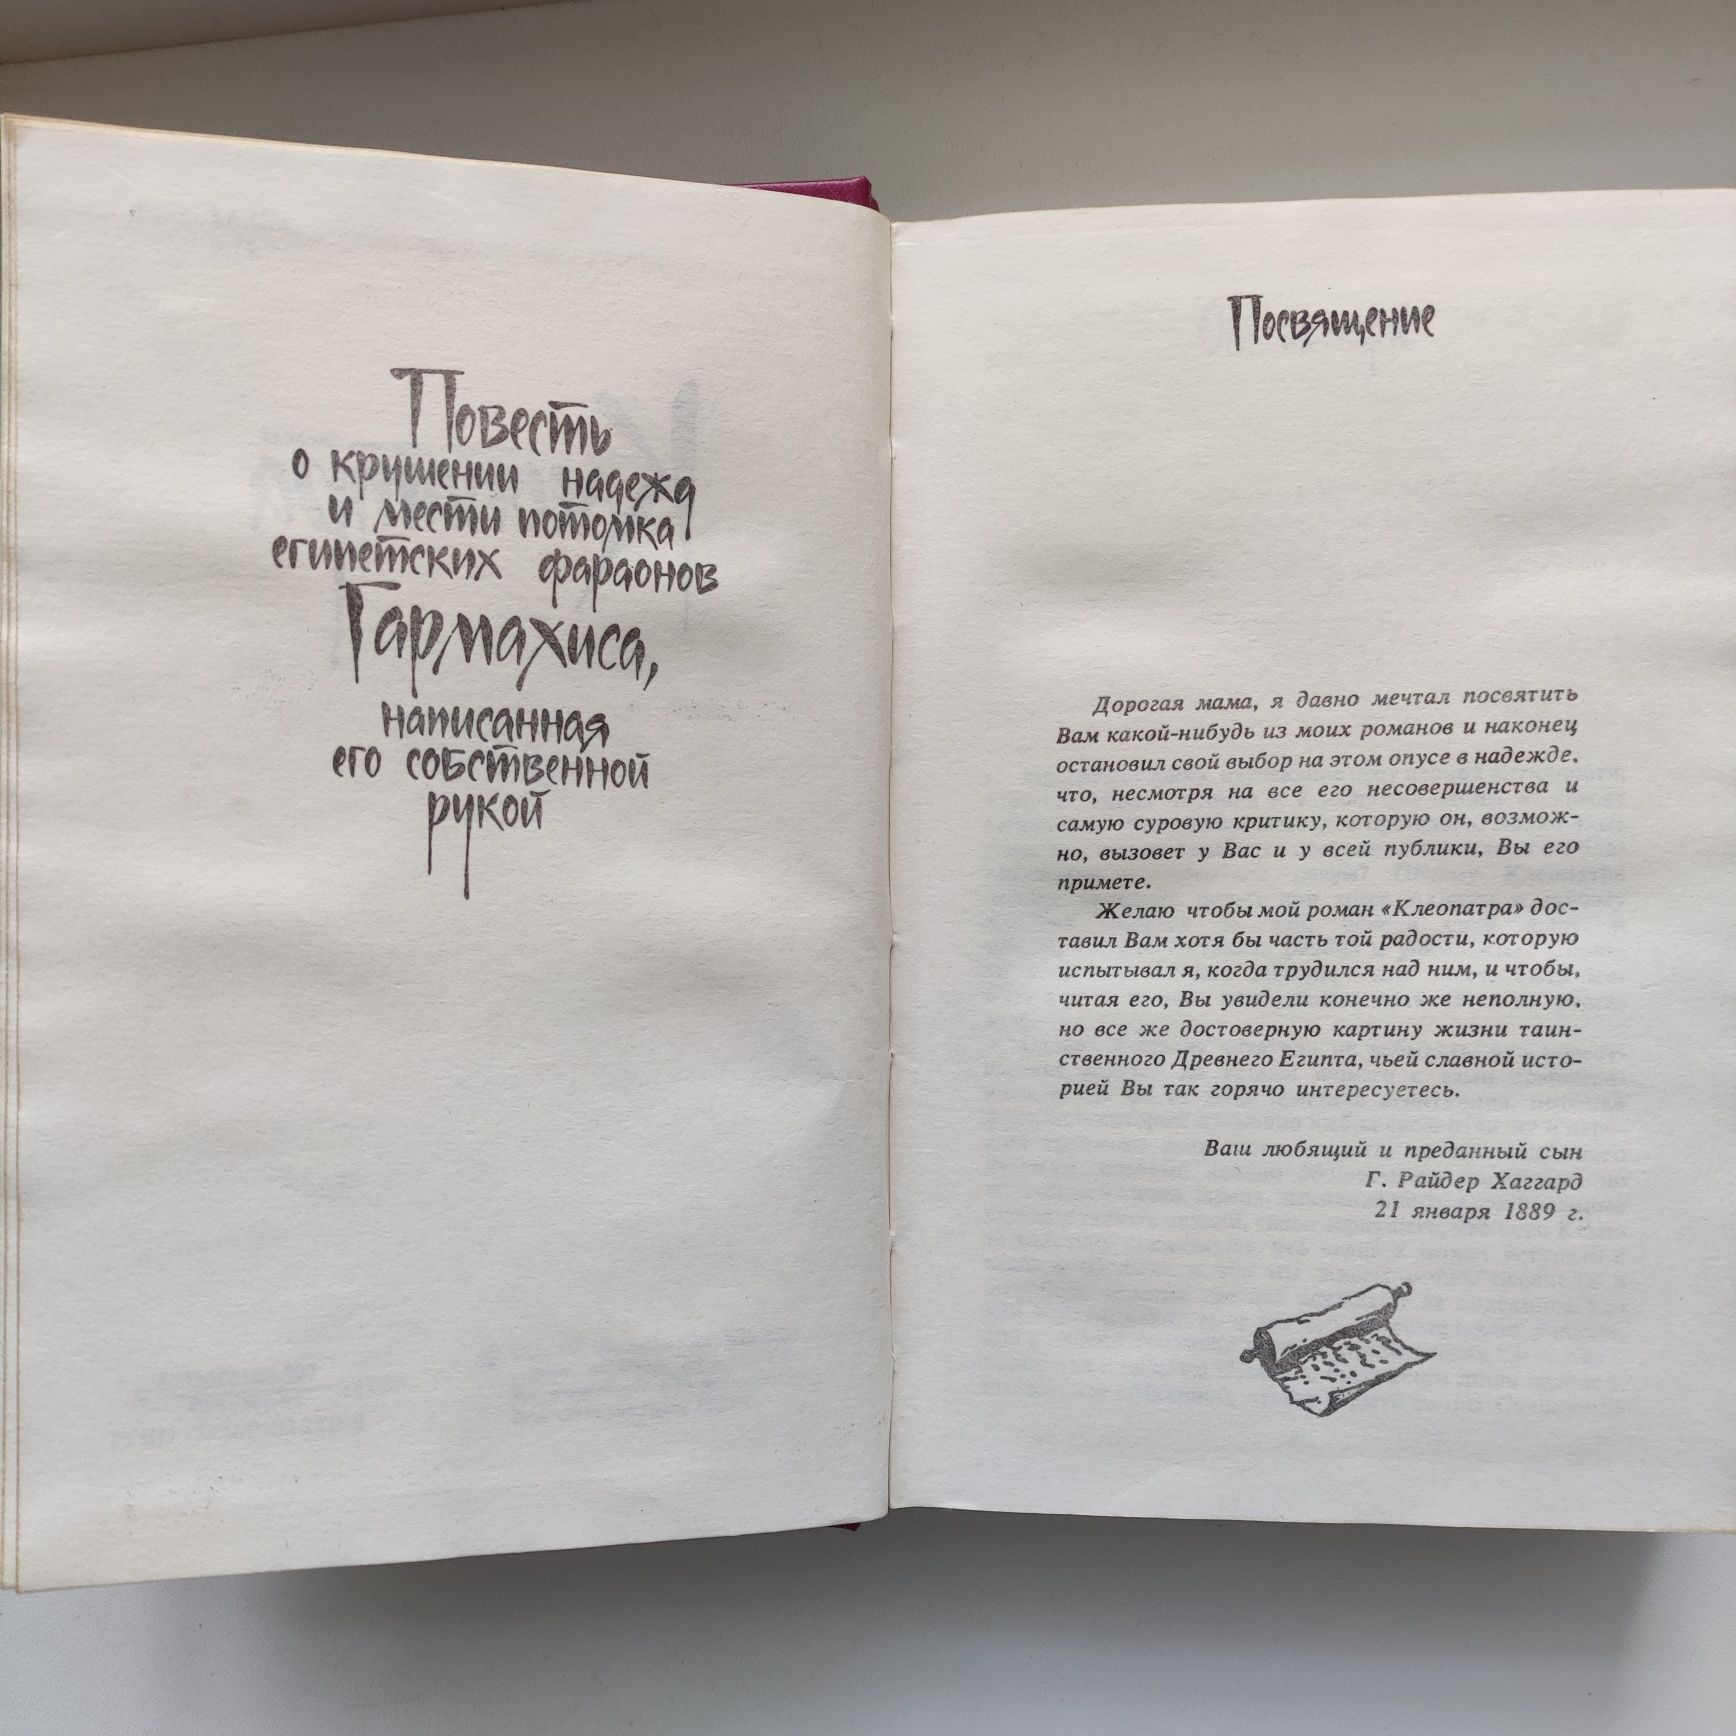 Повесть
о крушении надежд
и мести потомка
египетских фараонов
Гармахиса,
написанная
его собственной
рукой
Посвящение
Дорогая мама, я давно мечтал посвятить
Вам какой-нибудь из моих романов и наконец
остановил свой выбор на этом опусе в надежде,
что, несмотря на все его несовершенства и
самую суровую критику, которую он, возмож-
но, вызовет у Вас и у всей публики, Вы его
примете.
Желаю чтобы мой роман «Клеопатра» дос-
тавил Вам хотя бы часть той радости, которую
испытывал я, когда трудился над ним, и чтобы,
читая его, Вы увидели конечно же неполную,
но все же достоверную картину жизни таин-
ственного Древнего Египта, чьей славной исто-
рией Вы так горячо интересуетесь.
Ваш любящий и преданный сын
Г. Райдер Хаггард
21 января 1889 г.